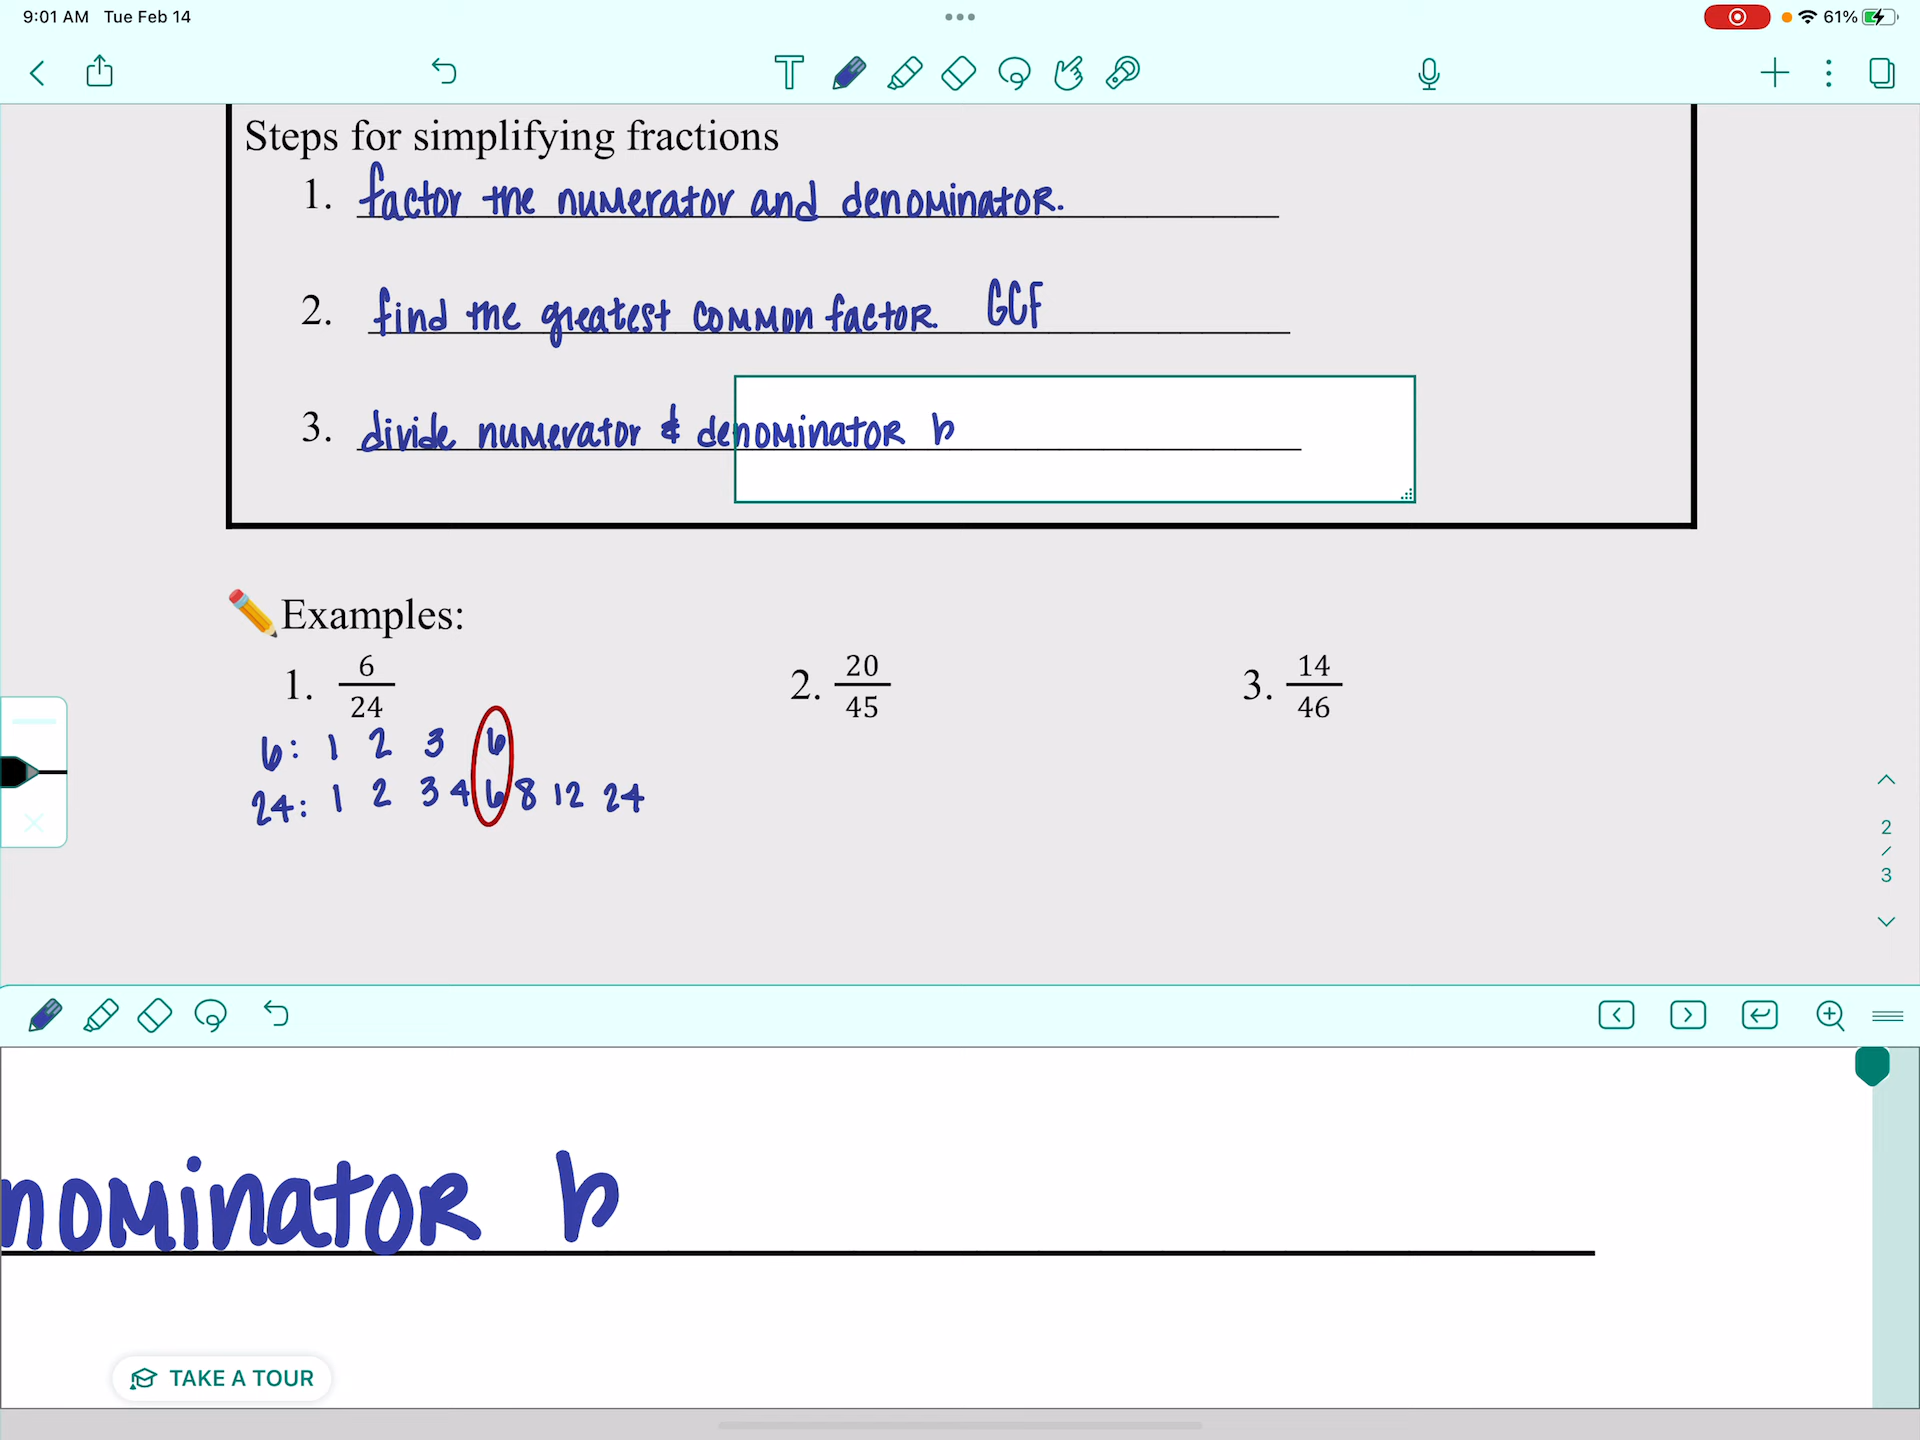 9:01 AM Tue Feb 14
61%
Steps for simplifying fractions
1. factor the numerator and denominator.
2. find the greatest common factor. GCF
3. divide numerator & denominator b
Examples:
1. 6/24
2. 20/45
3. 14/46
6: 1 2 3 6
24: 1 2 3 4 6 8 12 24
2
/
3
nominator b
TAKE A TOUR